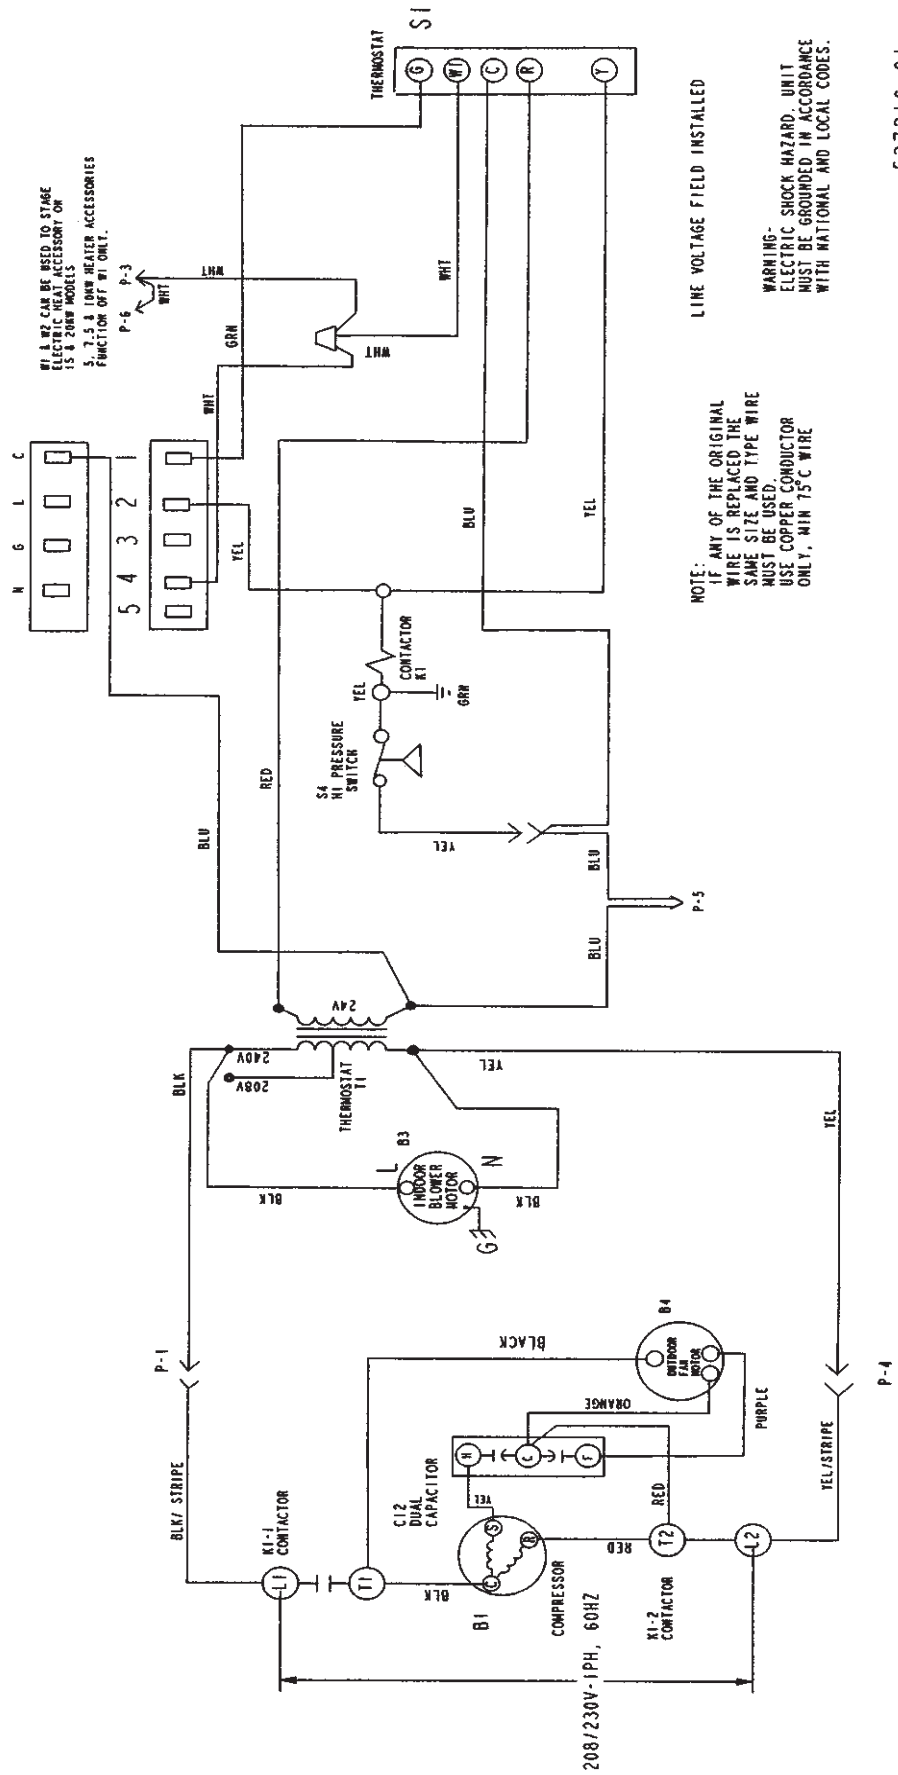 S1
THERMOSTAT
G
W1
C
R
Y
W1 & W2 CAN BE USED TO STAGE
ELECTRIC HEAT ACCESSORY ON
15 & 20KW MODELS
5, 7.5 & 10KW HEATER ACCESSORIES
FUNCTION OFF W1 ONLY.
P-6
P-3
WHT
WHT
GRN
WHT
WHT
WHT
N
G
L
C
5
4
3
2
1
YEL
BLU
YEL
RED
BLU
YEL
CONTACTOR
K1
GRN
S4
HI PRESSURE
SWITCH
YEL
BLU
BLU
P-5
24V
240V
208V
THERMOSTAT
T1
BLK
YEL
YEL
B3
L
N
INDOOR
BLOWER
MOTOR
G
BLK
BLK
P-1
BLK/ STRIPE
K1-1
CONTACTOR
L1
T1
BLK
B1
COMPRESSOR
C
S
R
YEL
C12
DUAL
CAPACITOR
H
C
F
BLACK
ORANGE
PURPLE
OUTDOOR
FAN
MOTOR
B4
RED
RED
T2
L2
K1-2
CONTACTOR
YEL/STRIPE
P-4
208/230V-1PH, 60HZ
LINE VOLTAGE FIELD INSTALLED
NOTE:
IF ANY OF THE ORIGINAL
WIRE IS REPLACED THE
SAME SIZE AND TYPE WIRE
MUST BE USED.
USE COPPER CONDUCTOR
ONLY, MIN 75°C WIRE
WARNING-
ELECTRIC SHOCK HAZARD, UNIT
MUST BE GROUNDED IN ACCORDANCE
WITH NATIONAL AND LOCAL CODES.